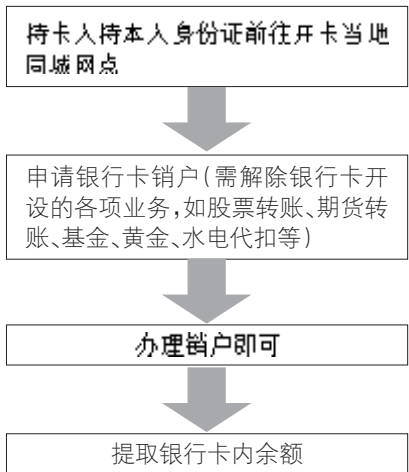 持卡人持本人身份证前往开卡当地
同城网点
申请银行卡销户(需解除银行卡开
设的各项业务,如股票转账、期货转
账、基金、黄金、水电代扣等)
办理销户即可
提取银行卡内余额